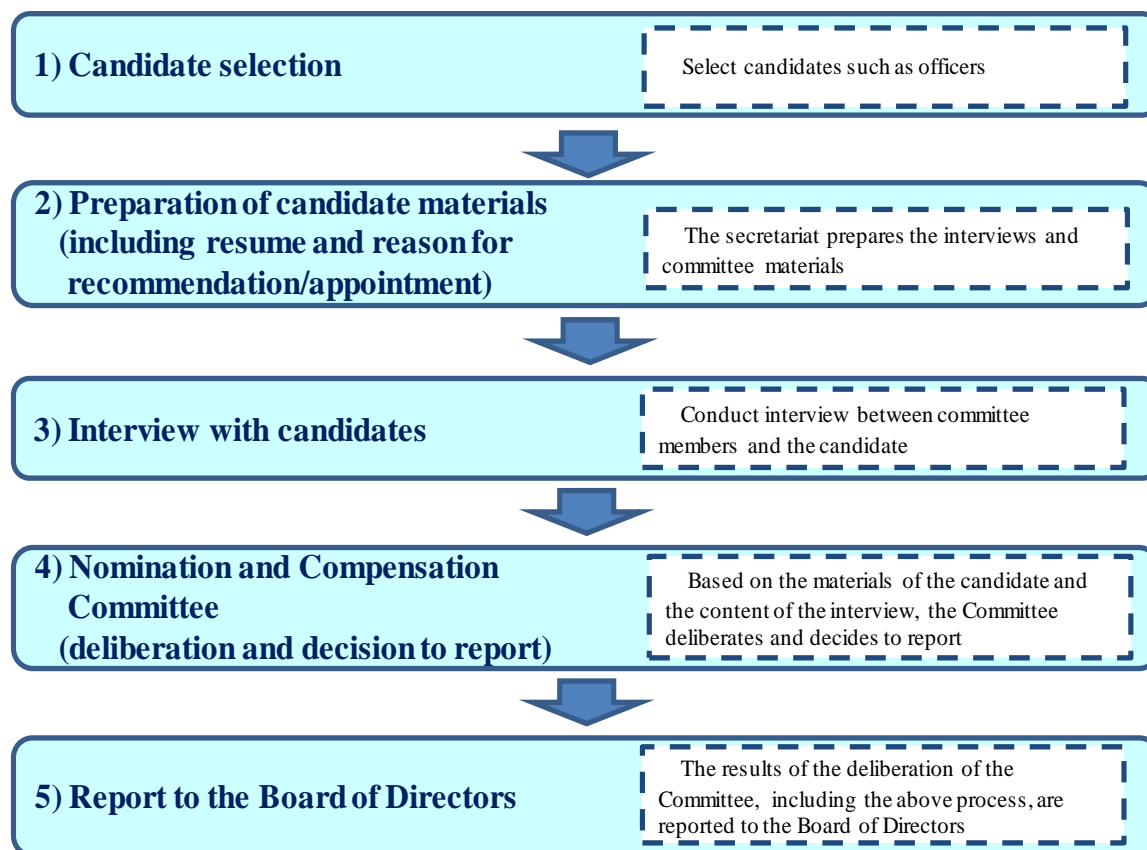 1) Candidate selection
Select candidates such as officers
2) Preparation of candidate materials
(including resume and reason for
recommendation/appointment)
The secretariat prepares the interviews and
committee materials
3) Interview with candidates
Conduct interview between committee
members and the candidate
4) Nomination and Compensation
Committee
(deliberation and decision to report)
Based on the materials of the candidate and
the content of the interview, the Committee
deliberates and decides to report
5) Report to the Board of Directors
The results of the deliberation of the
Committee, including the above process, are
reported to the Board of Directors